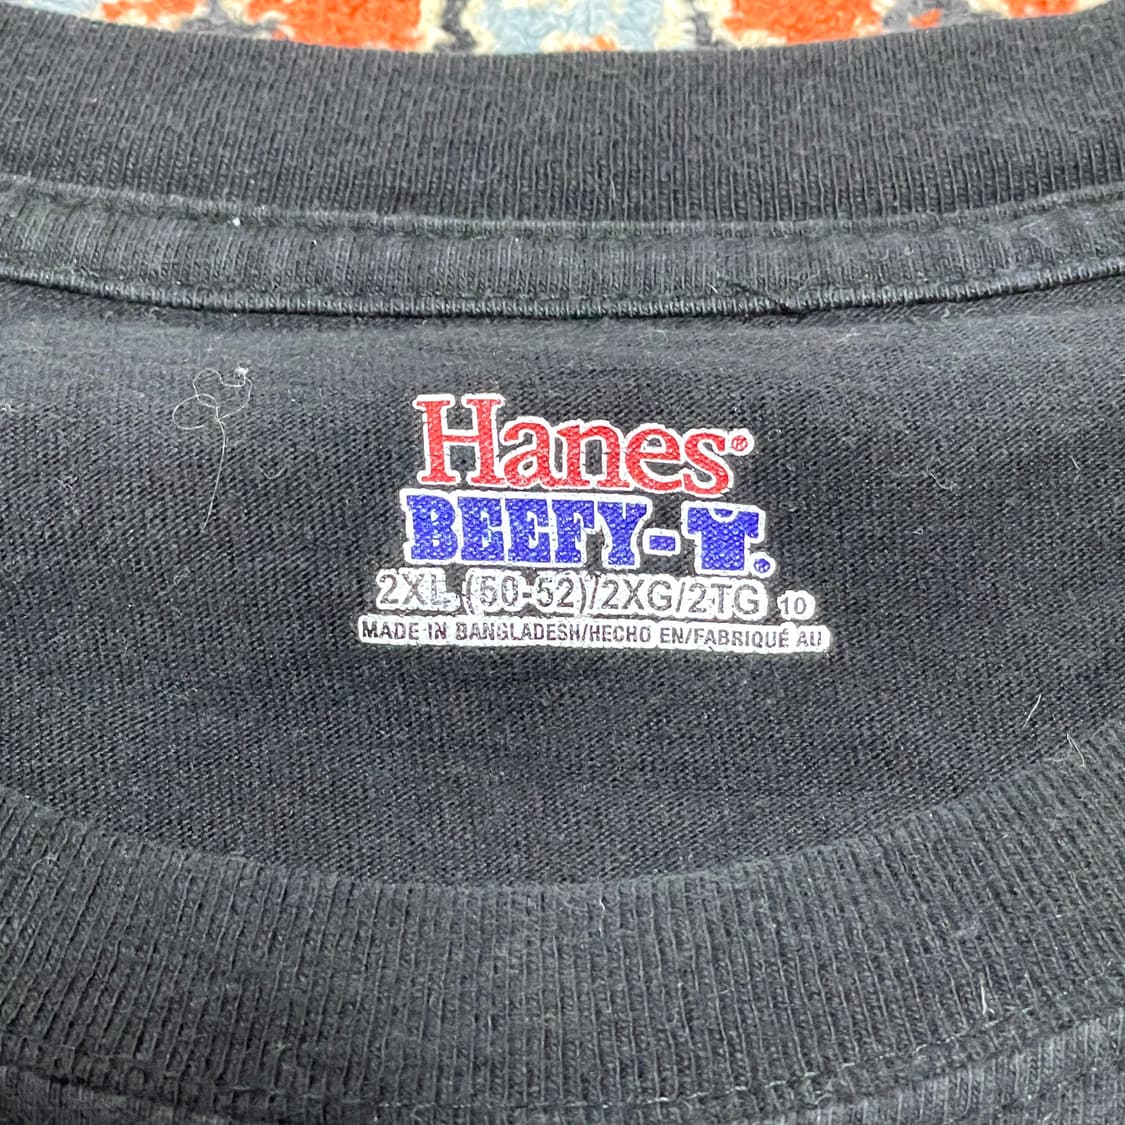 Hanes®
BEEFY-T®
2XL (50-52)/2XG/2TG 10
MADE IN BANGLADESH/HECHO EN/FABRIQUÉ AU